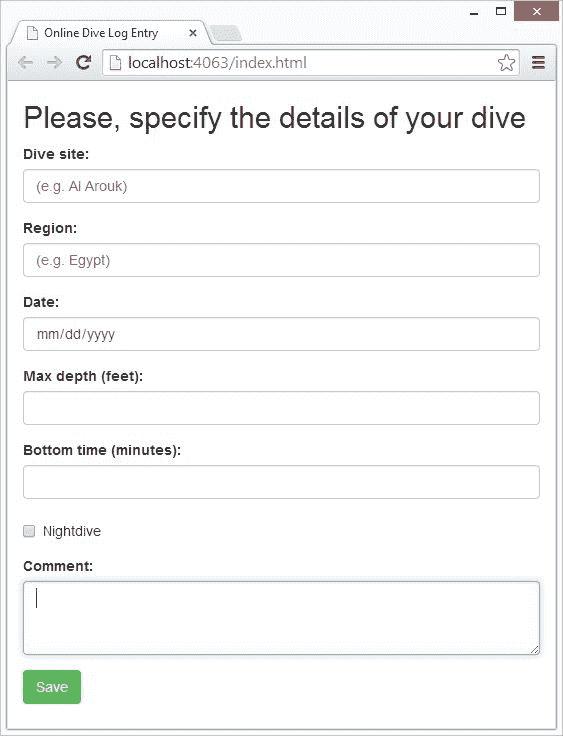 Online Dive Log Entry
localhost:4063/index.html
Please, specify the details of your dive
Dive site:
(e.g. Al Arouk)
Region:
(e.g. Egypt)
Date:
mm/dd/yyyy
Max depth (feet):
Bottom time (minutes):
Nightdive
Comment:
Save